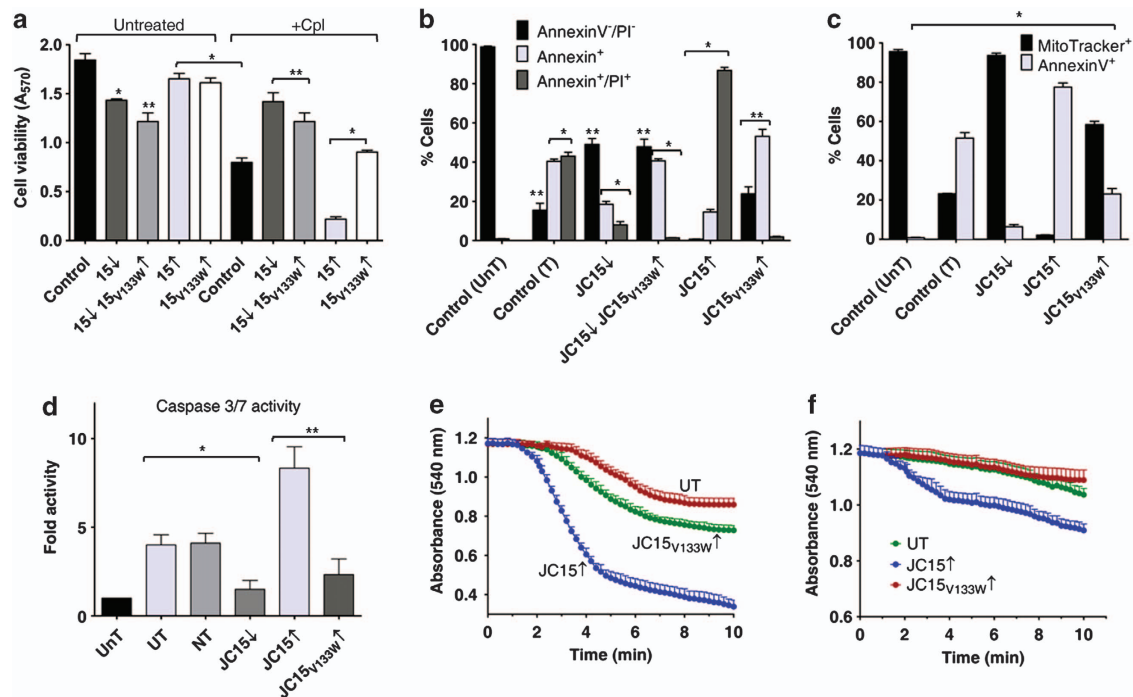 a
Untreated
+Cpl
Cell viability (A570)
2.0
1.5
1.0
0.5
0.0
*
**
*
**
*
Control
15↓
15↓ 15V133W↑
15↑
15V133W↑
Control
15↓
15↓ 15V133W↑
15↑
15V133W↑
b
AnnexinV-/PI-
Annexin+
Annexin+/PI+
% Cells
100
80
60
40
20
0
**
*
**
*
**
*
*
**
Control (UnT)
Control (T)
JC15↓
JC15↓ JC15V133W↑
JC15↑
JC15V133W↑
c
*
MitoTracker+
AnnexinV+
% Cells
100
80
60
40
20
0
Control (UnT)
Control (T)
JC15↓
JC15↑
JC15V133W↑
d
Caspase 3/7 activity
Fold activity
10
5
0
*
**
UnT
UT
NT
JC15↓
JC15↑
JC15V133W↑
e
Absorbance (540 nm)
1.2
1.0
0.8
0.6
0.4
UT
JC15V133W↑
JC15↑
0 2 4 6 8 10
Time (min)
f
Absorbance (540 nm)
1.2
1.0
0.8
0.6
UT
JC15↑
JC15V133W↑
0 2 4 6 8 10
Time (min)